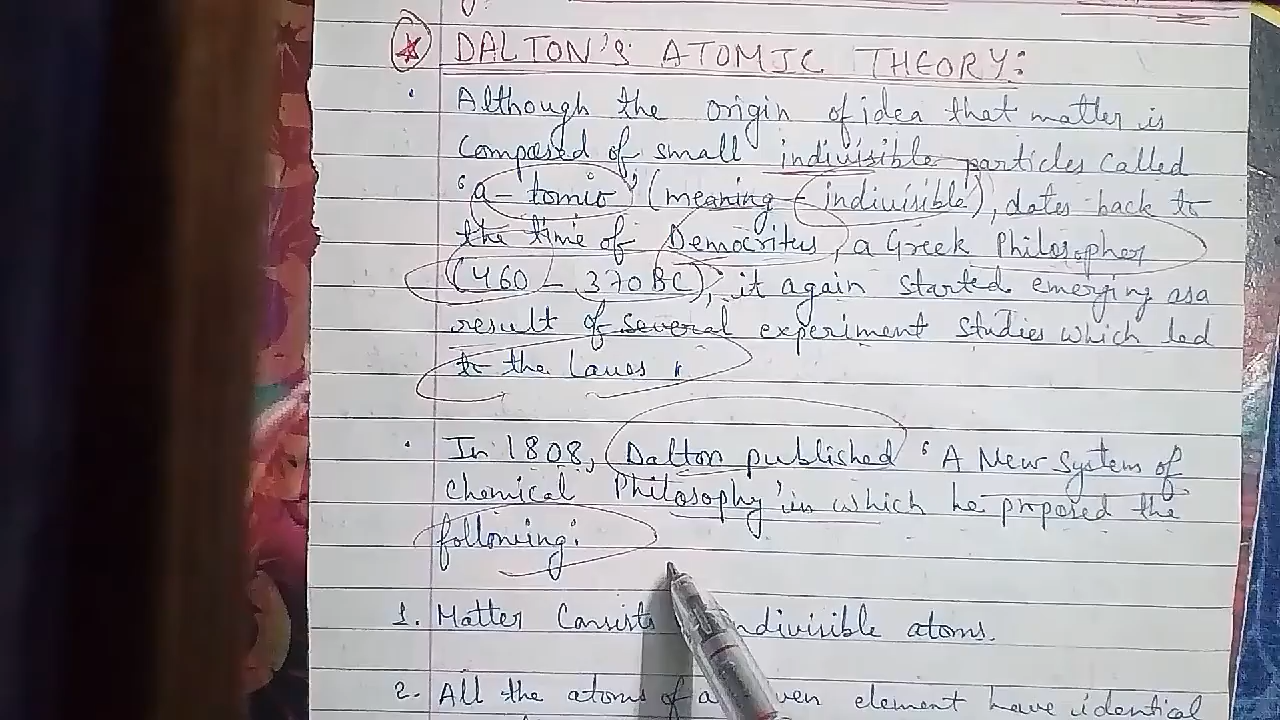 DALTON'S ATOMIC THEORY:
• Although the origin of idea that matter is
composed of small indivisible particles called
'a-tomio' (meaning - indivisible), dates back to
the time of Democritus, a Greek Philosopher
(460 - 370 BC); it again started emerging as a
result of several experiment studies which led
to the Laws.
• In 1808, Dalton published 'A New System of
Chemical Philosophy' in which he proposed the
following.
1. Matter Consists indivisible atoms.
2. All the atoms of a element have identical